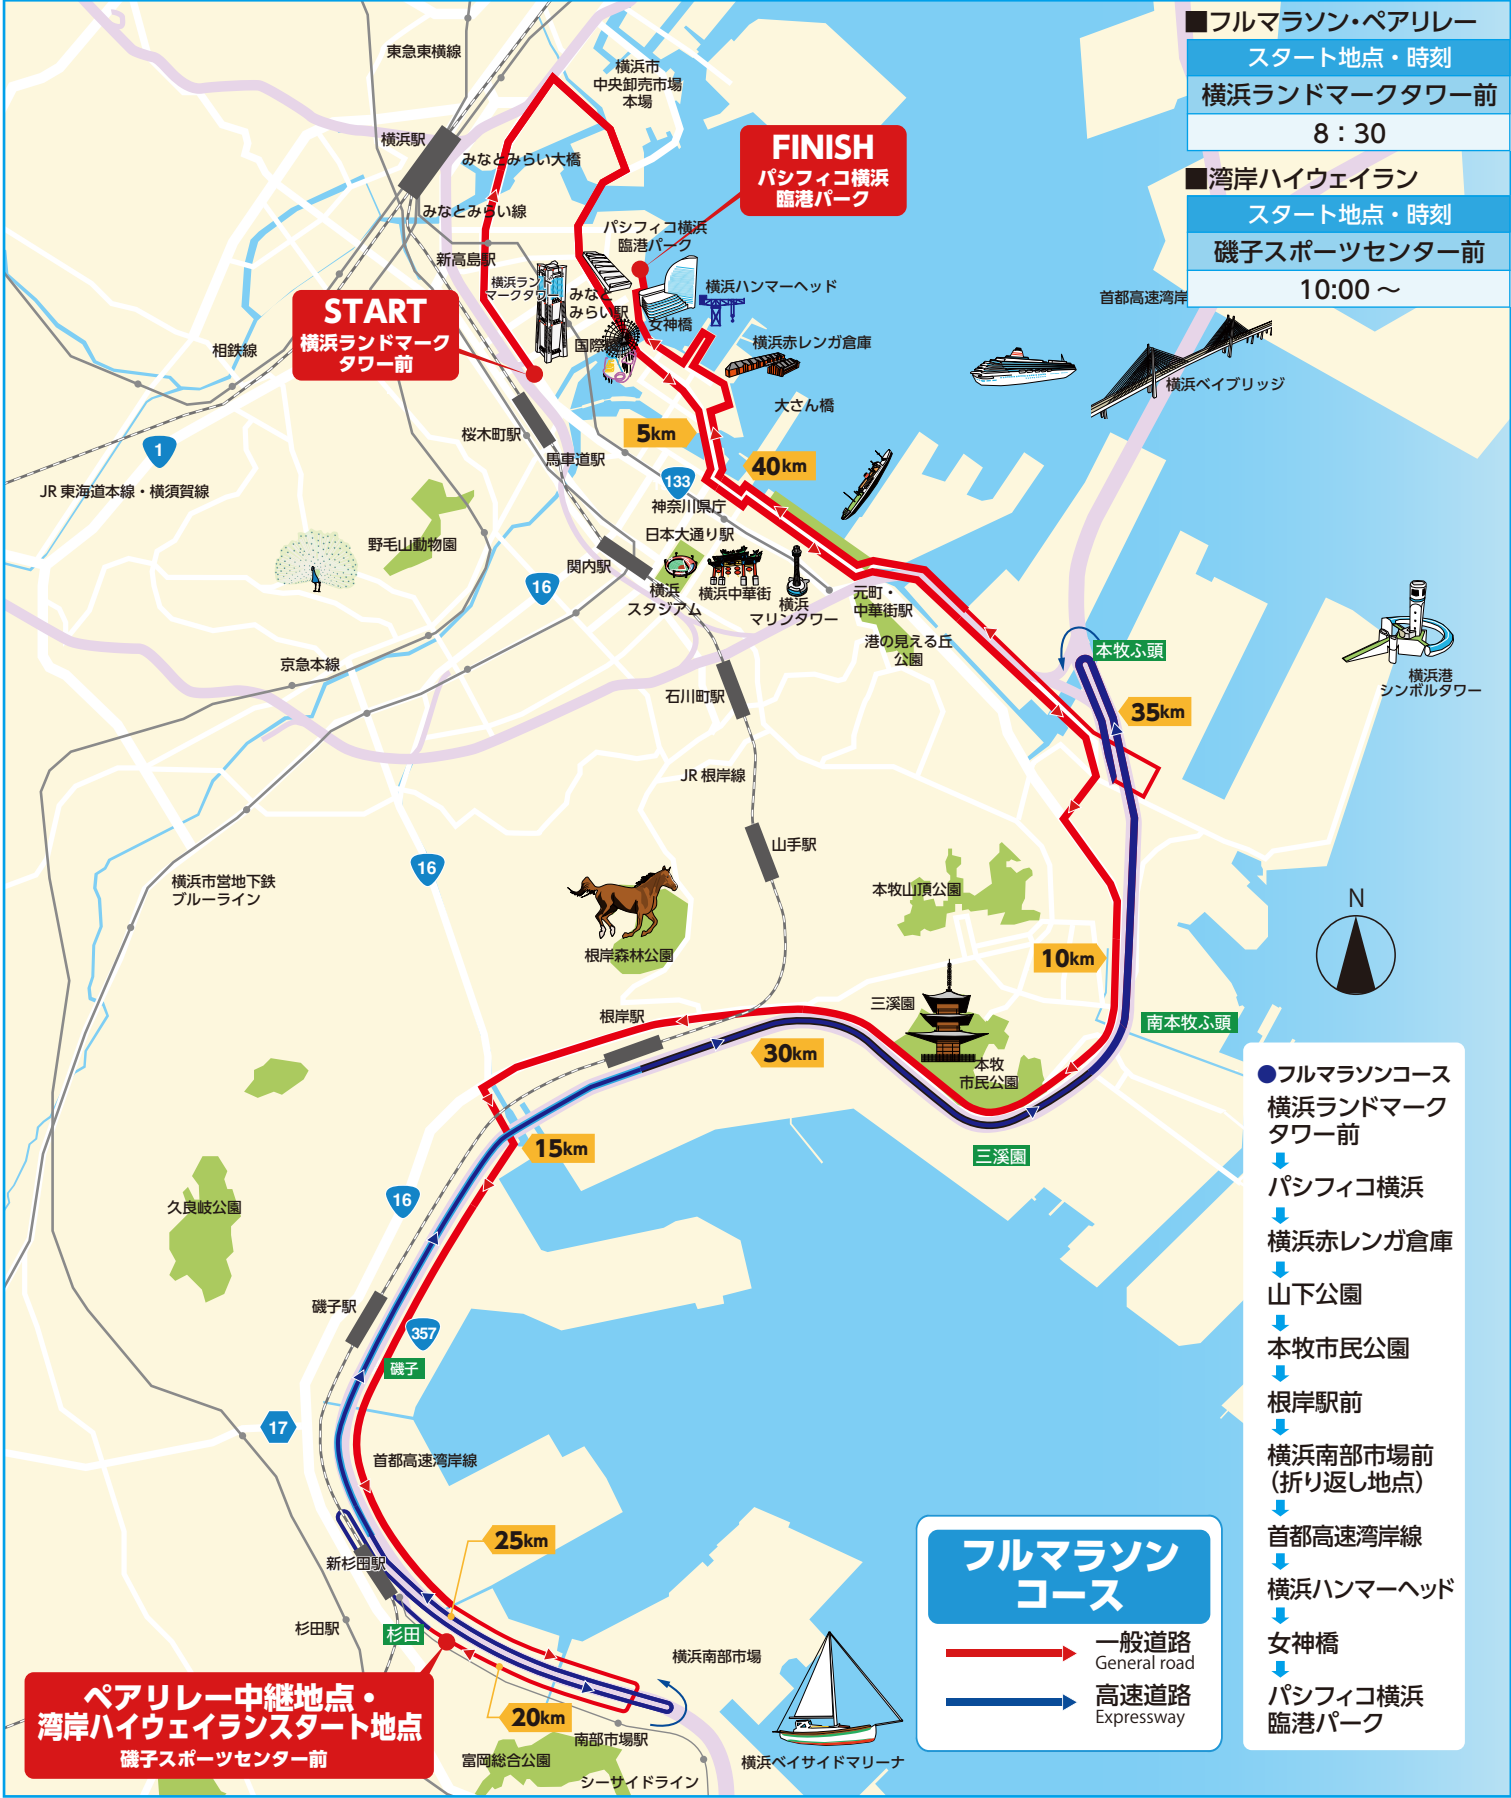 ■フルマラソン・ペアリレー
スタート地点・時刻
横浜ランドマークタワー前
8：30
■湾岸ハイウェイラン
スタート地点・時刻
磯子スポーツセンター前
10:00 ～
東急東横線
横浜市
中央卸売市場
本場
横浜駅
みなとみらい大橋
みなとみらい線
新高島駅
FINISH
パシフィコ横浜
臨港パーク
パシフィコ横浜
臨港パーク
横浜ラン
マークタワ
みなと
みらい駅
国際
女神橋
横浜ハンマーヘッド
首都高速湾岸
START
横浜ランドマーク
タワー前
相鉄線
横浜赤レンガ倉庫
横浜ベイブリッジ
大さん橋
5km
40km
桜木町駅
馬車道駅
1
133
JR 東海道本線・横須賀線
神奈川県庁
日本大通り駅
野毛山動物園
関内駅
16
横浜
スタジアム
横浜中華街
横浜
マリンタワー
元町・
中華街駅
港の見える丘
公園
本牧ふ頭
京急本線
横浜港
シンボルタワー
石川町駅
35km
JR 根岸線
山手駅
16
横浜市営地下鉄
ブルーライン
本牧山頂公園
N
根岸森林公園
10km
三溪園
根岸駅
南本牧ふ頭
30km
本牧
市民公園
15km
三溪園
16
久良岐公園
磯子駅
357
磯子
17
首都高速湾岸線
25km
新杉田駅
杉田駅
杉田
横浜南部市場
20km
南部市場駅
富岡総合公園
シーサイドライン
横浜ベイサイドマリーナ
ペアリレー中継地点・
湾岸ハイウェイランスタート地点
磯子スポーツセンター前
フルマラソン
コース
一般道路
General road
高速道路
Expressway
●フルマラソンコース
横浜ランドマーク
タワー前
パシフィコ横浜
横浜赤レンガ倉庫
山下公園
本牧市民公園
根岸駅前
横浜南部市場前
（折り返し地点）
首都高速湾岸線
横浜ハンマーヘッド
女神橋
パシフィコ横浜
臨港パーク